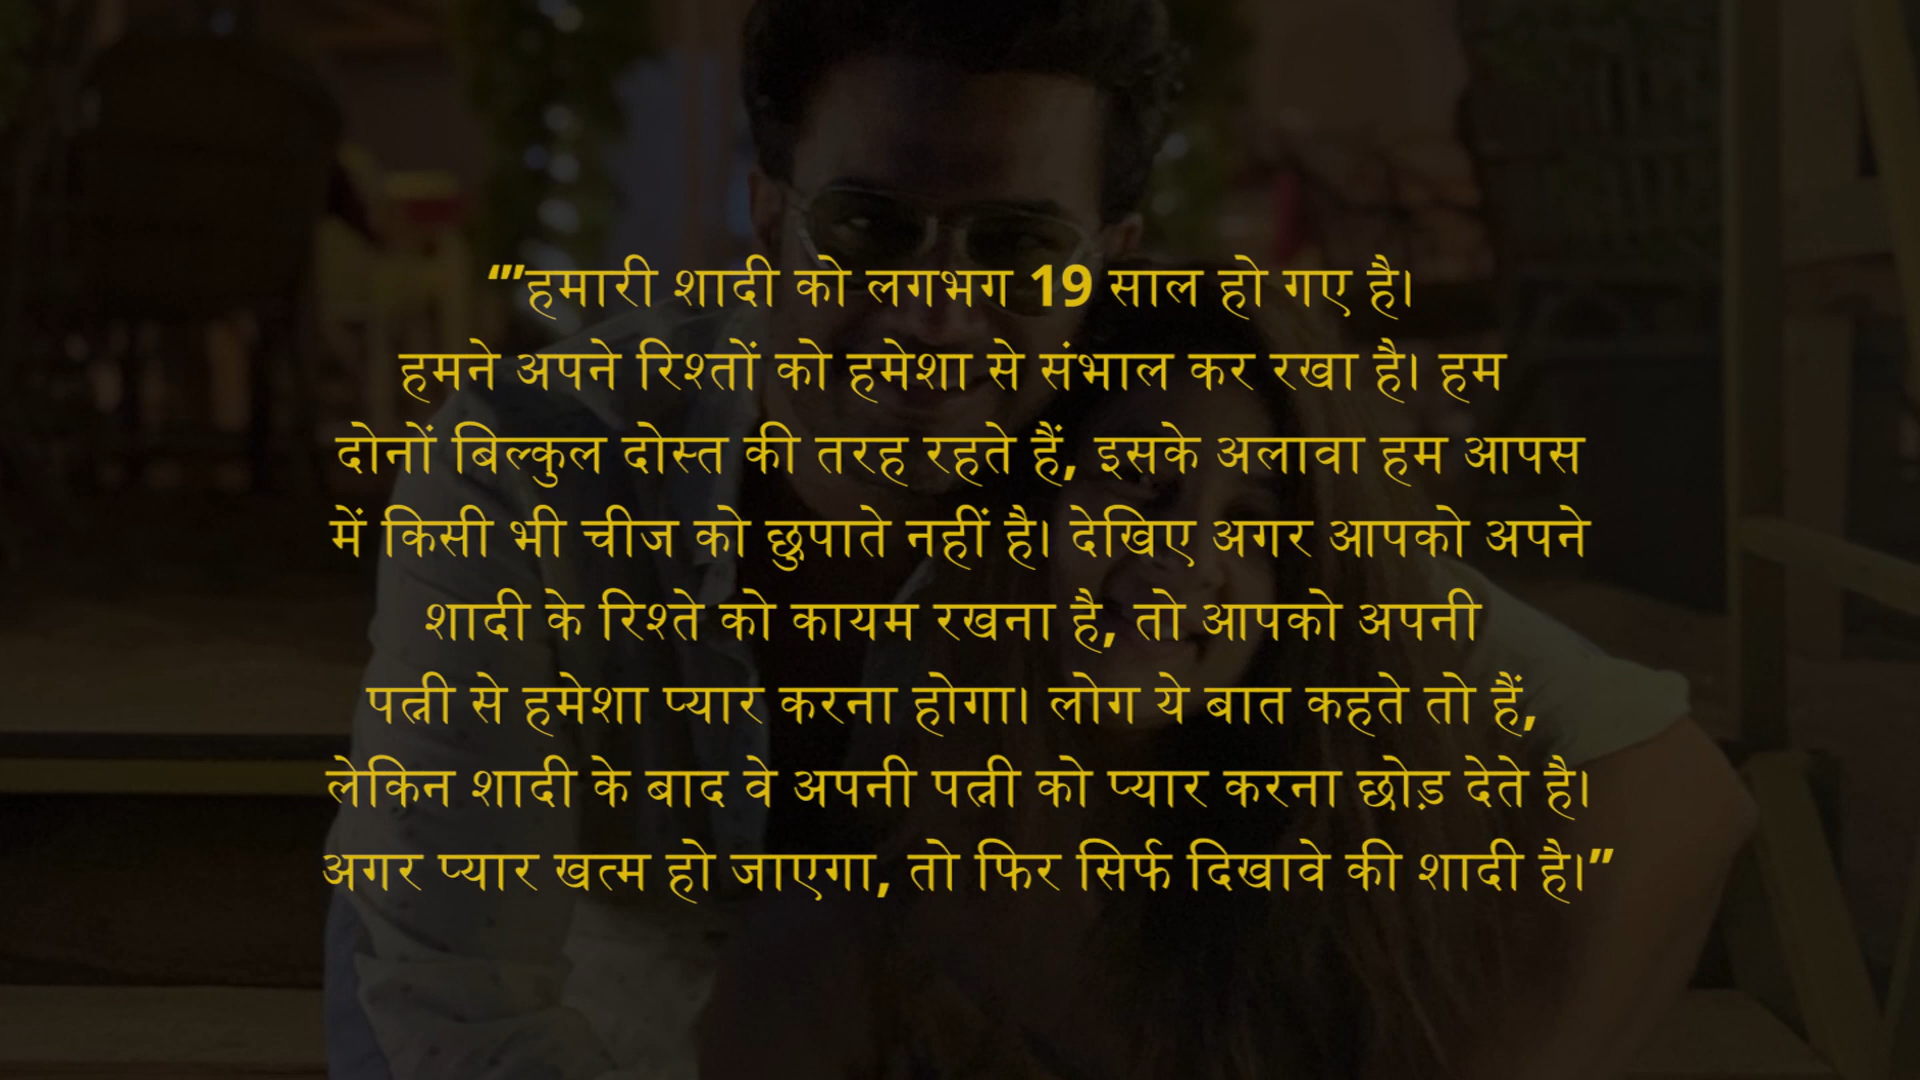 “'हमारी शादी को लगभग 19 साल हो गए है।
हमने अपने रिश्तों को हमेशा से संभाल कर रखा है। हम
दोनों बिल्कुल दोस्त की तरह रहते हैं, इसके अलावा हम आपस
में किसी भी चीज को छुपाते नहीं है। देखिए अगर आपको अपने
शादी के रिश्ते को कायम रखना है, तो आपको अपनी
पत्नी से हमेशा प्यार करना होगा। लोग ये बात कहते तो हैं,
लेकिन शादी के बाद वे अपनी पत्नी को प्यार करना छोड़ देते है।
अगर प्यार खत्म हो जाएगा, तो फिर सिर्फ दिखावे की शादी है।”